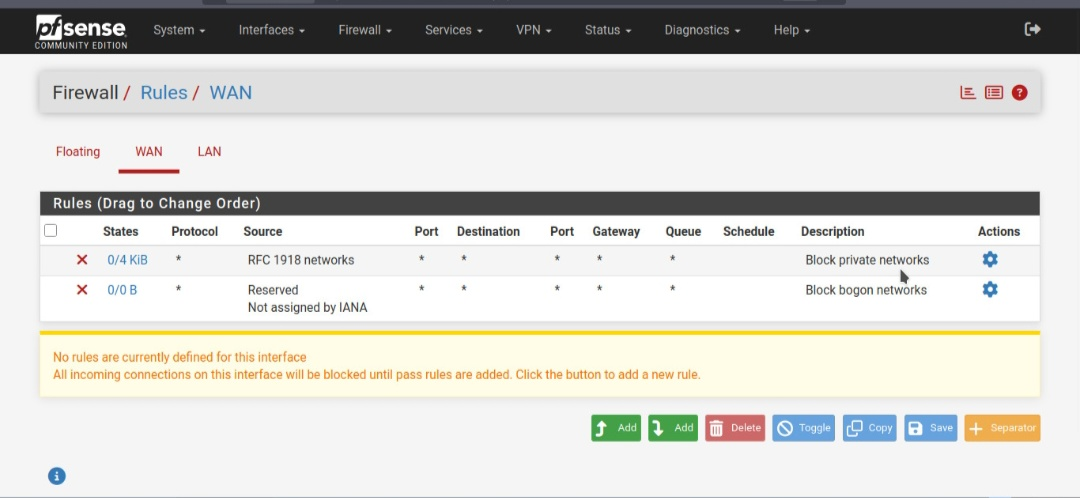 pfsense
COMMUNITY EDITION
System Interfaces Firewall Services VPN Status Diagnostics Help
Firewall / Rules / WAN
Floating WAN LAN
Rules (Drag to Change Order)
States Protocol Source Port Destination Port Gateway Queue Schedule Description Actions
0/4 KiB * RFC 1918 networks * * * * * Block private networks
0/0 B * Reserved * * * * * Block bogon networks
Not assigned by IANA
No rules are currently defined for this interface
All incoming connections on this interface will be blocked until pass rules are added. Click the button to add a new rule.
Add Add Delete Toggle Copy Save Separator